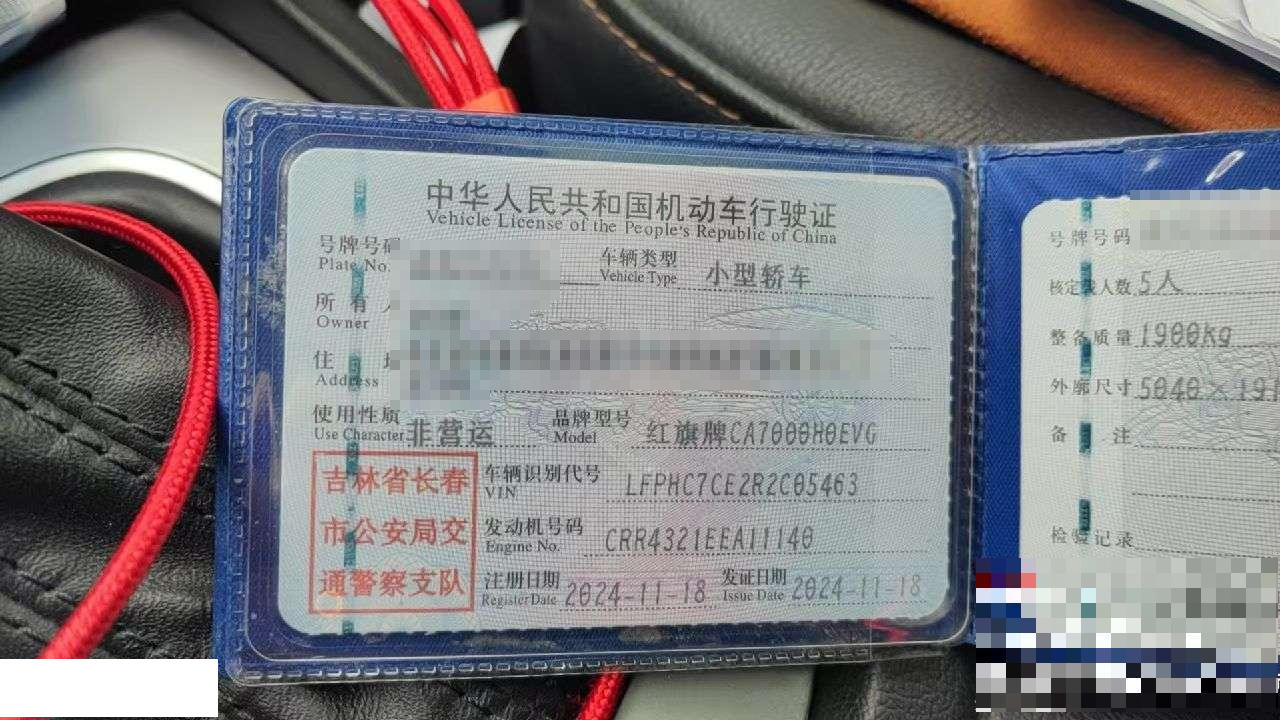 中华人民共和国机动车行驶证
Vehicle License of the People's Republic of China
号牌号码
Plate No.
车辆类型 小型轿车
Vehicle Type
所有人
Owner
住
Address
使用性质 非营运
Use Character
品牌型号 红旗牌CA7000H0EVG
Model
吉林省长春
市公安局交
通警察支队
车辆识别代号 LFPHC7CE2R2C05463
VIN
发动机号码 CRR4321EEA11140
Engine No.
注册日期 2024-11-18
Register Date
发证日期 2024-11-18
Issue Date
号牌号码
核定载人数 5人
整备质量 1900kg
外廓尺寸 5040×191
备 注
检验记录